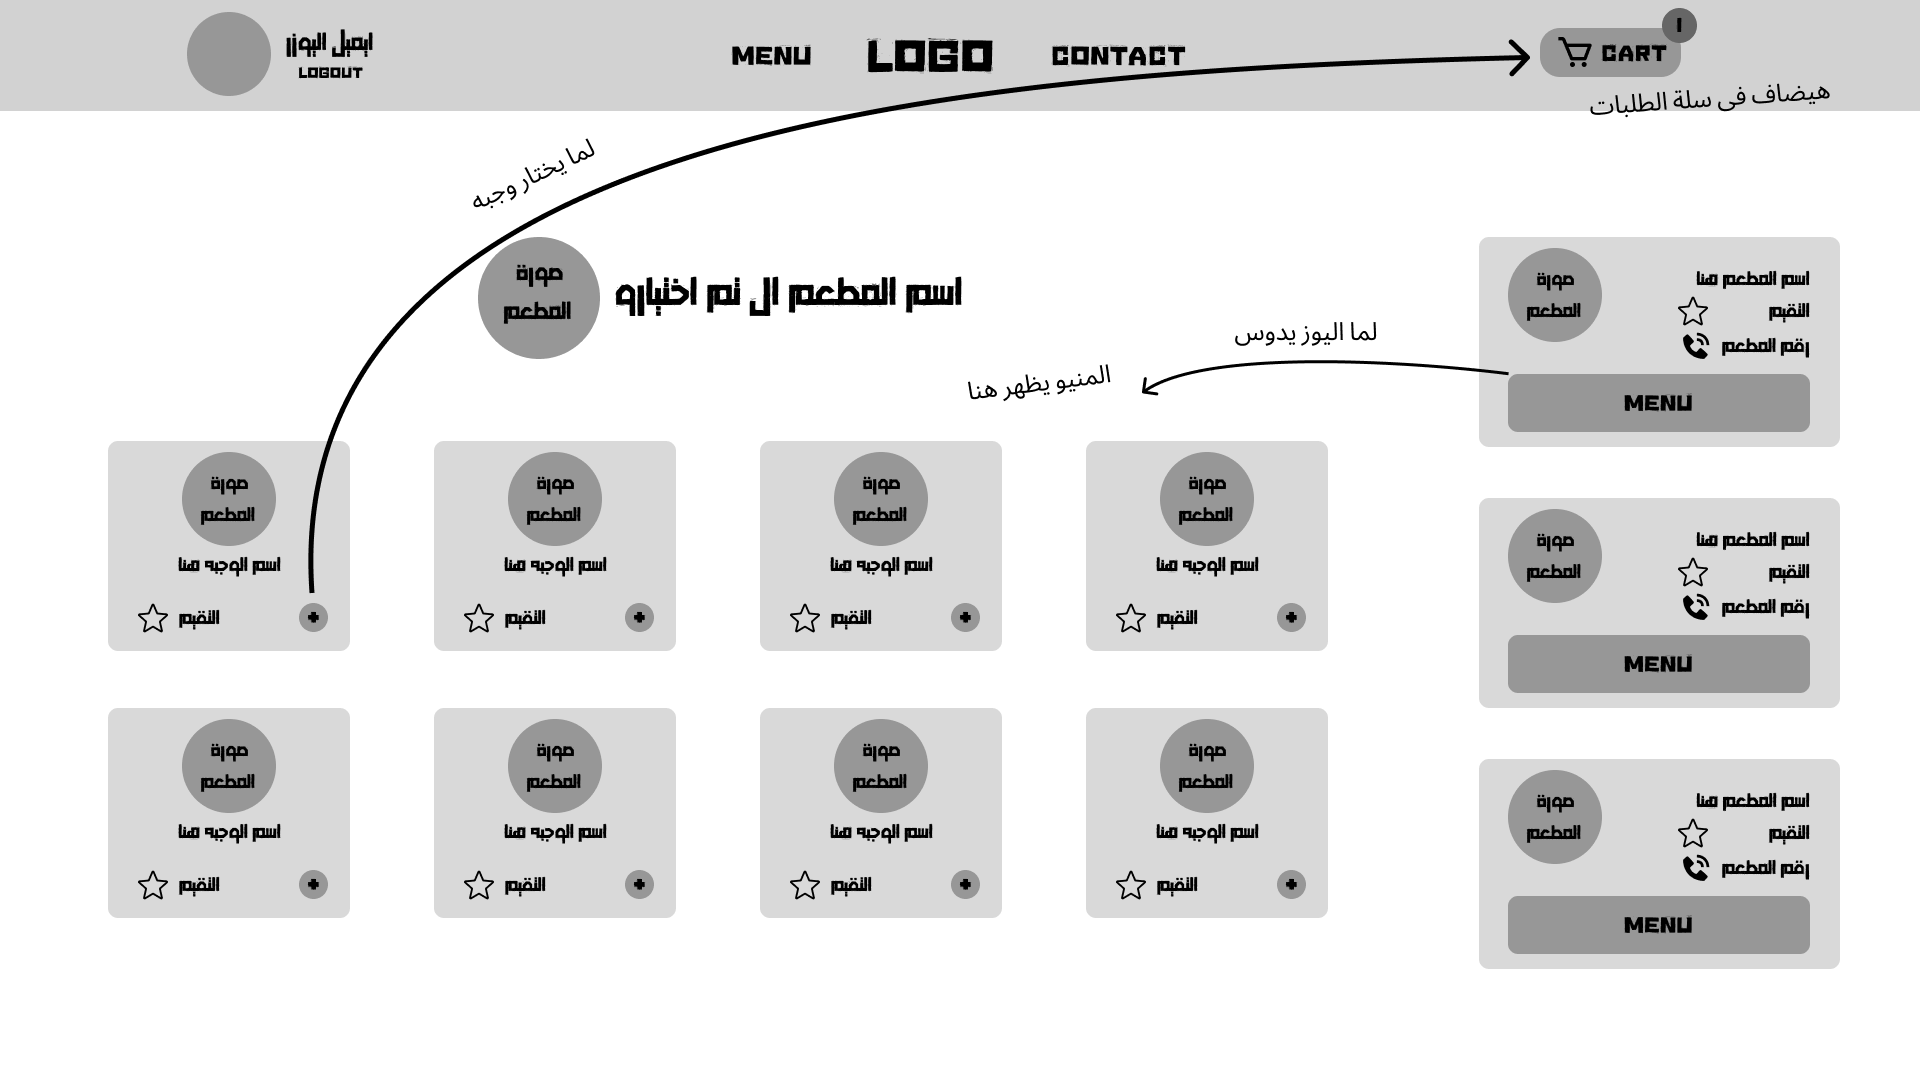 ايميل اليوزر
LOGOUT
MENU
LOGO
CONTACT
CART
1
هيضاف فى سلة الطلبات
لما يختار وجبه
صورة
المطعم
اسم المطعم ال تم اختياره
لما اليوز يدوس
المنيو يظهر هنا
اسم المطعم هنا
صورة
المطعم
التقيم
رقم المطعم
MENU
اسم المطعم هنا
صورة
المطعم
التقيم
رقم المطعم
MENU
اسم المطعم هنا
صورة
المطعم
التقيم
رقم المطعم
MENU
صورة
المطعم
اسم الوجبه هنا
التقيم
+
صورة
المطعم
اسم الوجبه هنا
التقيم
+
صورة
المطعم
اسم الوجبه هنا
التقيم
+
صورة
المطعم
اسم الوجبه هنا
التقيم
+
صورة
المطعم
اسم الوجبه هنا
التقيم
+
صورة
المطعم
اسم الوجبه هنا
التقيم
+
صورة
المطعم
اسم الوجبه هنا
التقيم
+
صورة
المطعم
اسم الوجبه هنا
التقيم
+